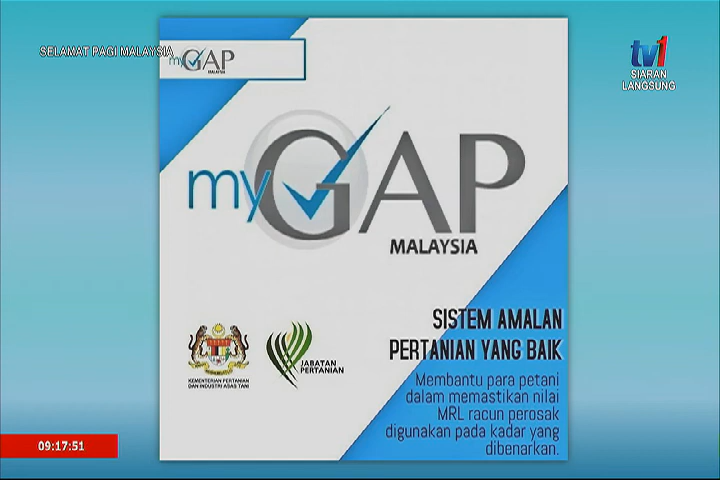 SELAMAT PAGI MALAYSIA
myGAP
MALAYSIA
tv1
SIARAN
LANGSUNG
myGAP
MALAYSIA
SISTEM AMALAN
PERTANIAN YANG BAIK
KEMENTERIAN PERTANIAN
DAN INDUSTRI ASAS TANI
JABATAN
PERTANIAN
Membantu para petani
dalam memastikan nilai
MRL racun perosak
digunakan pada kadar yang
dibenarkan.
09:17:51